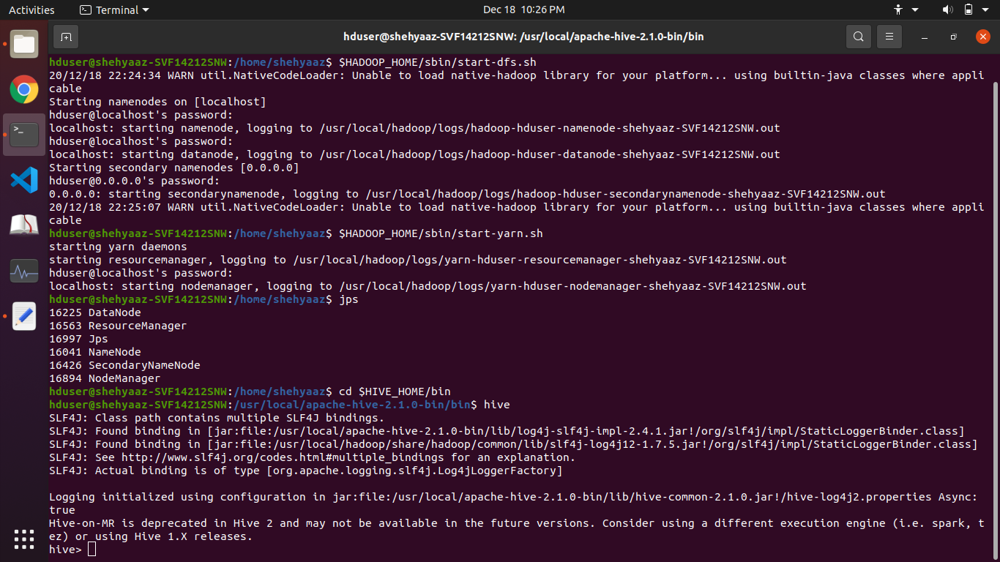 Activities Terminal Dec 18 10:26 PM
hduser@shehyaaz-SVF14212SNW: /usr/local/apache-hive-2.1.0-bin/bin
hduser@shehyaaz-SVF14212SNW:/home/shehyaaz$ $HADOOP_HOME/sbin/start-dfs.sh
20/12/18 22:24:34 WARN util.NativeCodeLoader: Unable to load native-hadoop library for your platform... using builtin-java classes where appli
cable
Starting namenodes on [localhost]
hduser@localhost's password:
localhost: starting namenode, logging to /usr/local/hadoop/logs/hadoop-hduser-namenode-shehyaaz-SVF14212SNW.out
hduser@localhost's password:
localhost: starting datanode, logging to /usr/local/hadoop/logs/hadoop-hduser-datanode-shehyaaz-SVF14212SNW.out
Starting secondary namenodes [0.0.0.0]
hduser@0.0.0.0's password:
0.0.0.0: starting secondarynamenode, logging to /usr/local/hadoop/logs/hadoop-hduser-secondarynamenode-shehyaaz-SVF14212SNW.out
20/12/18 22:25:07 WARN util.NativeCodeLoader: Unable to load native-hadoop library for your platform... using builtin-java classes where appli
cable
hduser@shehyaaz-SVF14212SNW:/home/shehyaaz$ $HADOOP_HOME/sbin/start-yarn.sh
starting yarn daemons
starting resourcemanager, logging to /usr/local/hadoop/logs/yarn-hduser-resourcemanager-shehyaaz-SVF14212SNW.out
hduser@localhost's password:
localhost: starting nodemanager, logging to /usr/local/hadoop/logs/yarn-hduser-nodemanager-shehyaaz-SVF14212SNW.out
hduser@shehyaaz-SVF14212SNW:/home/shehyaaz$ jps
16225 DataNode
16563 ResourceManager
16997 Jps
16041 NameNode
16426 SecondaryNameNode
16894 NodeManager
hduser@shehyaaz-SVF14212SNW:/home/shehyaaz$ cd $HIVE_HOME/bin
hduser@shehyaaz-SVF14212SNW:/usr/local/apache-hive-2.1.0-bin/bin$ hive
SLF4J: Class path contains multiple SLF4J bindings.
SLF4J: Found binding in [jar:file:/usr/local/apache-hive-2.1.0-bin/lib/log4j-slf4j-impl-2.4.1.jar!/org/slf4j/impl/StaticLoggerBinder.class]
SLF4J: Found binding in [jar:file:/usr/local/hadoop/share/hadoop/common/lib/slf4j-log4j12-1.7.5.jar!/org/slf4j/impl/StaticLoggerBinder.class]
SLF4J: See http://www.slf4j.org/codes.html#multiple_bindings for an explanation.
SLF4J: Actual binding is of type [org.apache.logging.slf4j.Log4jLoggerFactory]
Logging initialized using configuration in jar:file:/usr/local/apache-hive-2.1.0-bin/lib/hive-common-2.1.0.jar!/hive-log4j2.properties Async:
true
Hive-on-MR is deprecated in Hive 2 and may not be available in the future versions. Consider using a different execution engine (i.e. spark, t
ez) or using Hive 1.X releases.
hive>